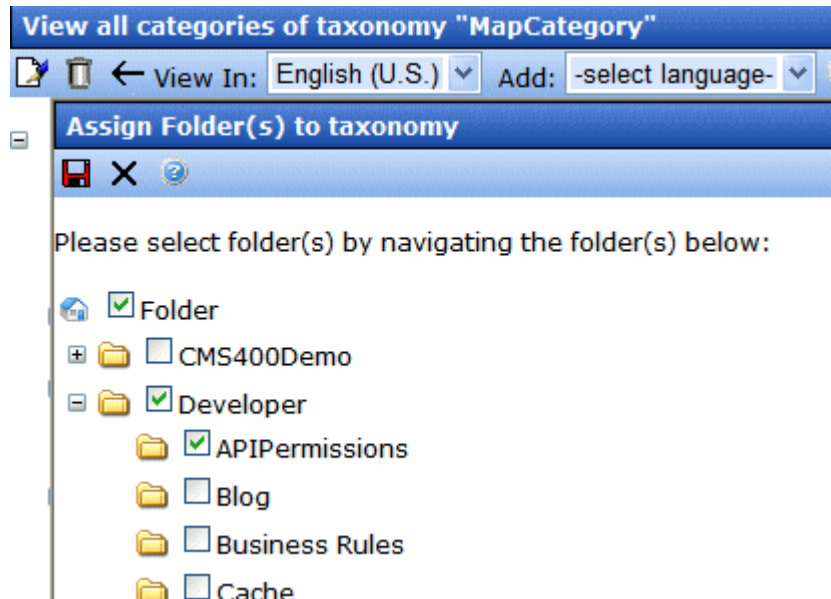 View all categories of taxonomy "MapCategory"
View In: English (U.S.) Add: -select language-
Assign Folder(s) to taxonomy
Please select folder(s) by navigating the folder(s) below:
Folder
CMS400Demo
Developer
APIPermissions
Blog
Business Rules
Cache